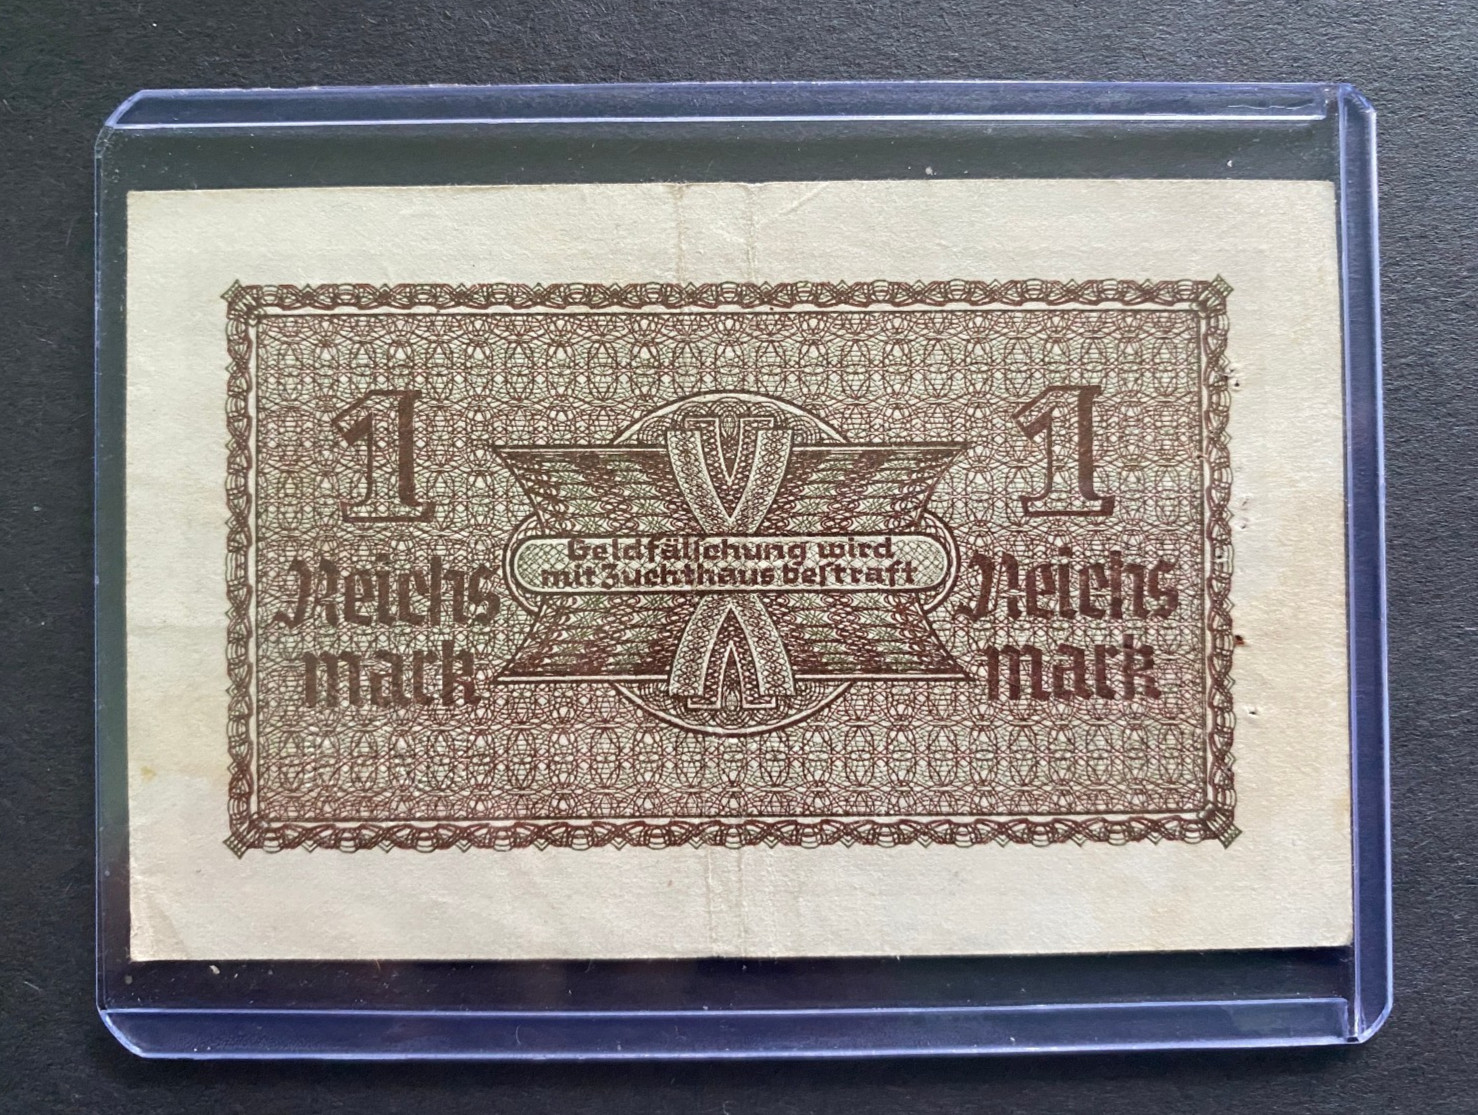 1
Reichs
mark
Geldfälschung wird
mit Zuchthaus bestraft
1
Reichs
mark